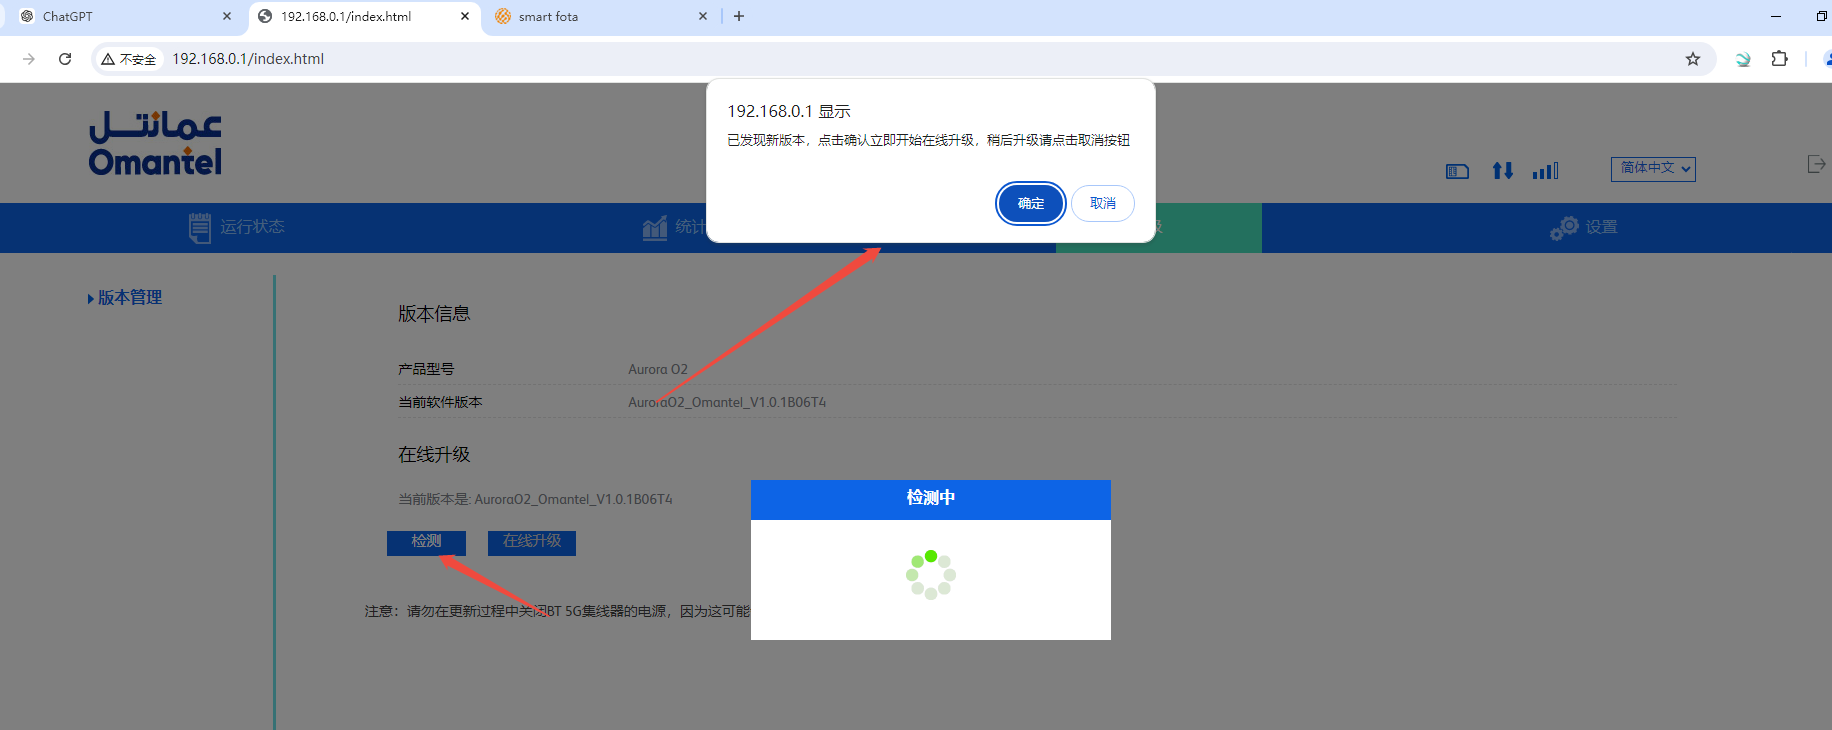 ChatGPT
192.168.0.1/index.html
smart fota
不安全
192.168.0.1/index.html
192.168.0.1 显示
已发现新版本，点击确认立即开始在线升级，稍后升级请点击取消按钮
确定
取消
عمانتل
Omantel
简体中文
运行状态
统计
级
设置
版本管理
版本信息
产品型号
Aurora O2
当前软件版本
AuroraO2_Omantel_V1.0.1B06T4
在线升级
当前版本是: AuroraO2_Omantel_V1.0.1B06T4
检测
在线升级
检测中
注意：请勿在更新过程中关闭BT 5G集线器的电源，因为这可能